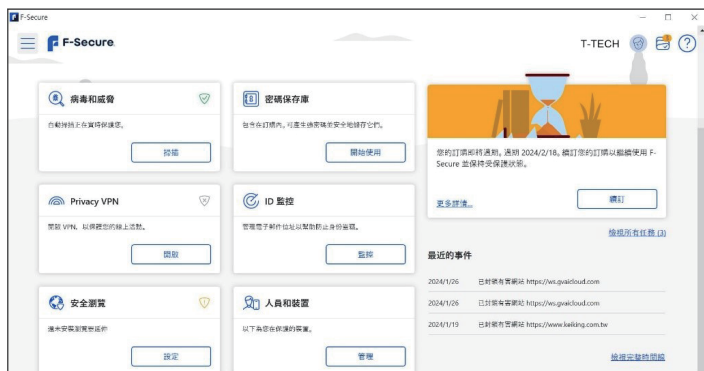 F-Secure
F-Secure
T-TECH
病毒和威脅
自動掃描正在實時保護您。
掃描
密碼保存庫
包含在訂購內。可產生強密碼並安全地儲存它們。
開始使用
您的訂購即將過期。過期 2024/2/18。續訂您的訂購以繼續使用 F-
Secure 並保持受保護狀態。
更多詳情...
續訂
Privacy VPN
開啟 VPN，以保護您的線上活動。
開啟
ID 監控
管理電子郵件位址以幫助防止身份盜竊。
監控
檢視所有任務 (3)
最近的事件
2024/1/26 已封鎖有害網站 https://ws.gvaicloud.com
2024/1/26 已封鎖有害網站 https://ws.gvaicloud.com
2024/1/19 已封鎖有害網站 https://www.keiking.com.tw
檢視完整時間線
安全瀏覽
還未安裝瀏覽器延伸
設定
人員和裝置
以下為您在保護的裝置。
管理